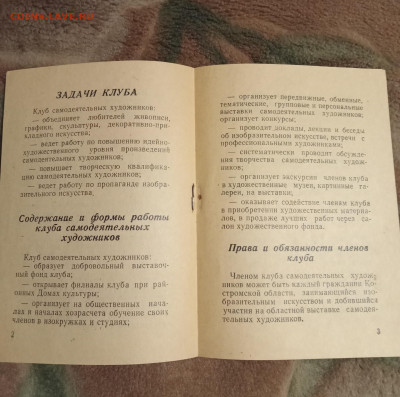 ЗАДАЧИ КЛУБА
Клуб самодеятельных художников:
— объединяет любителей живописи,
графики, скульптуры, декоративно-при-
кладного искусства;
— ведет работу по повышению идейно-
художественного уровня произведений
самодеятельных художников;
— повышает творческую квалифика-
цию самодеятельных художников;
— ведет работу по пропаганде изобра-
зительного искусства.
Содержание и формы работы
клуба самодеятельных
художников
Клуб самодеятельных художников:
— образует добровольный выставоч-
ный фонд клуба;
— открывает филиалы клуба при рай-
овых Домах культуры;
— организует на общественных нача-
лах и началах хозрасчета обучение своих
членов в изокружках и студиях;
2
— организует передвижные, обменные,
тематические, групповые и персональные
выставки самодеятельных художников,
организует конкурсы;
— проводит доклады, лекции и беседы
об изобразительном искусстве, встречи с
профессиональными художниками;
— систематически проводит обсужде-
ния творчества самодеятельных худож-
ников;
— организует экскурсии членов клуба
в художественные музеи, картинные га-
лереи, на выставки;
— оказывает содействие членам клуба
в приобретении художественных материа-
лов, в продаже лучших работ через са-
лон художественного фонда.
Права и обязанности членов
клуба
Членом клуба самодеятельных худож-
ников может быть каждый гражданин Ко-
стромской области, занимающийся изо-
бразительным искусством и добившийся
участия на областной выставке самодея-
тельных художников.
3